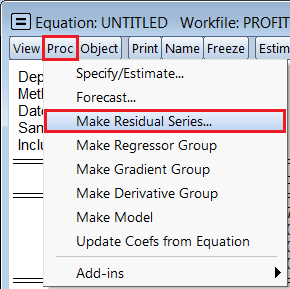 Equation: UNTITLED Workfile: PROFIT
View Proc Object Print Name Freeze Estim
Dep
Specify/Estimate...
Meth
Forecast...
Date
Make Residual Series...
Sam
Inclu
Make Regressor Group
Make Gradient Group
Make Derivative Group
Make Model
Update Coefs from Equation
Add-ins